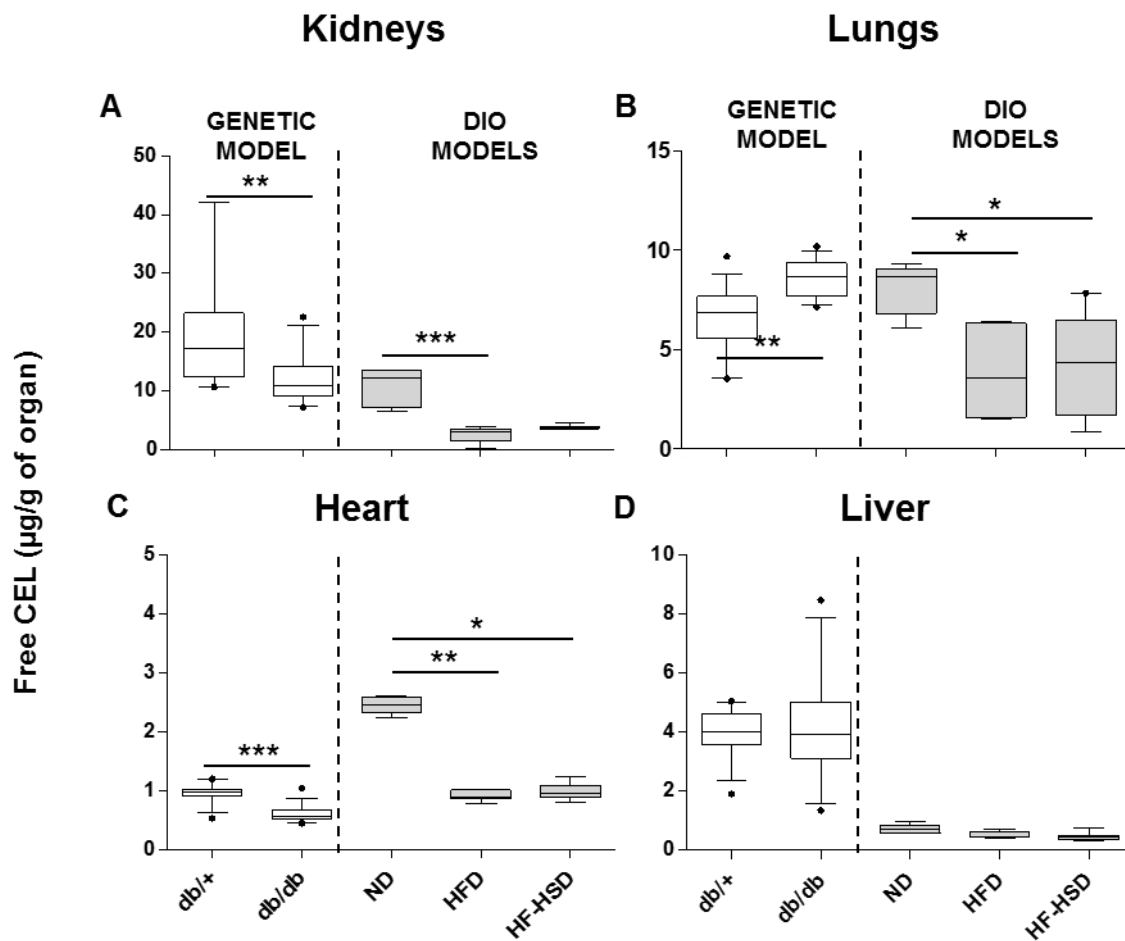 Kidneys
Lungs
A
GENETIC
MODEL
DIO
MODELS
50
40
30
20
10
0
**
***
B
GENETIC
MODEL
DIO
MODELS
15
10
5
0
**
*
*
Free CEL (µg/g of organ)
C
Heart
5
4
3
2
1
0
***
*
**
db/+
db/db
ND
HFD
HF-HSD
D
Liver
10
8
6
4
2
0
db/+
db/db
ND
HFD
HF-HSD